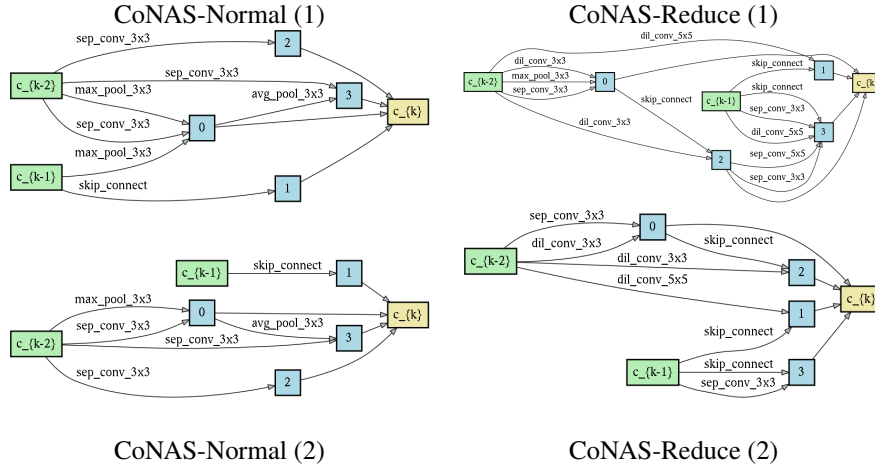 CoNAS-Normal (1)
sep_conv_3x3
2
c_{k-2}
sep_conv_3x3
max_pool_3x3
avg_pool_3x3
3
c_{k}
sep_conv_3x3
0
max_pool_3x3
c_{k-1}
skip_connect
1
CoNAS-Reduce (1)
dil_conv_5x5
dil_conv_3x3
c_{k-2}
max_pool_3x3
0
sep_conv_3x3
skip_connect
1
c_{k
skip_connect
c_{k-1}
skip_connect
sep_conv_3x3
dil_conv_3x3
dil_conv_5x5
3
sep_conv_5x5
2
sep_conv_3x3
c_{k-1}
skip_connect
1
max_pool_3x3
0
c_{k}
sep_conv_3x3
avg_pool_3x3
c_{k-2}
sep_conv_3x3
3
sep_conv_3x3
2
CoNAS-Normal (2)
sep_conv_3x3
0
dil_conv_3x3
skip_connect
c_{k-2}
dil_conv_3x3
2
dil_conv_5x5
c_{k}
1
skip_connect
c_{k-1}
skip_connect
3
sep_conv_3x3
CoNAS-Reduce (2)